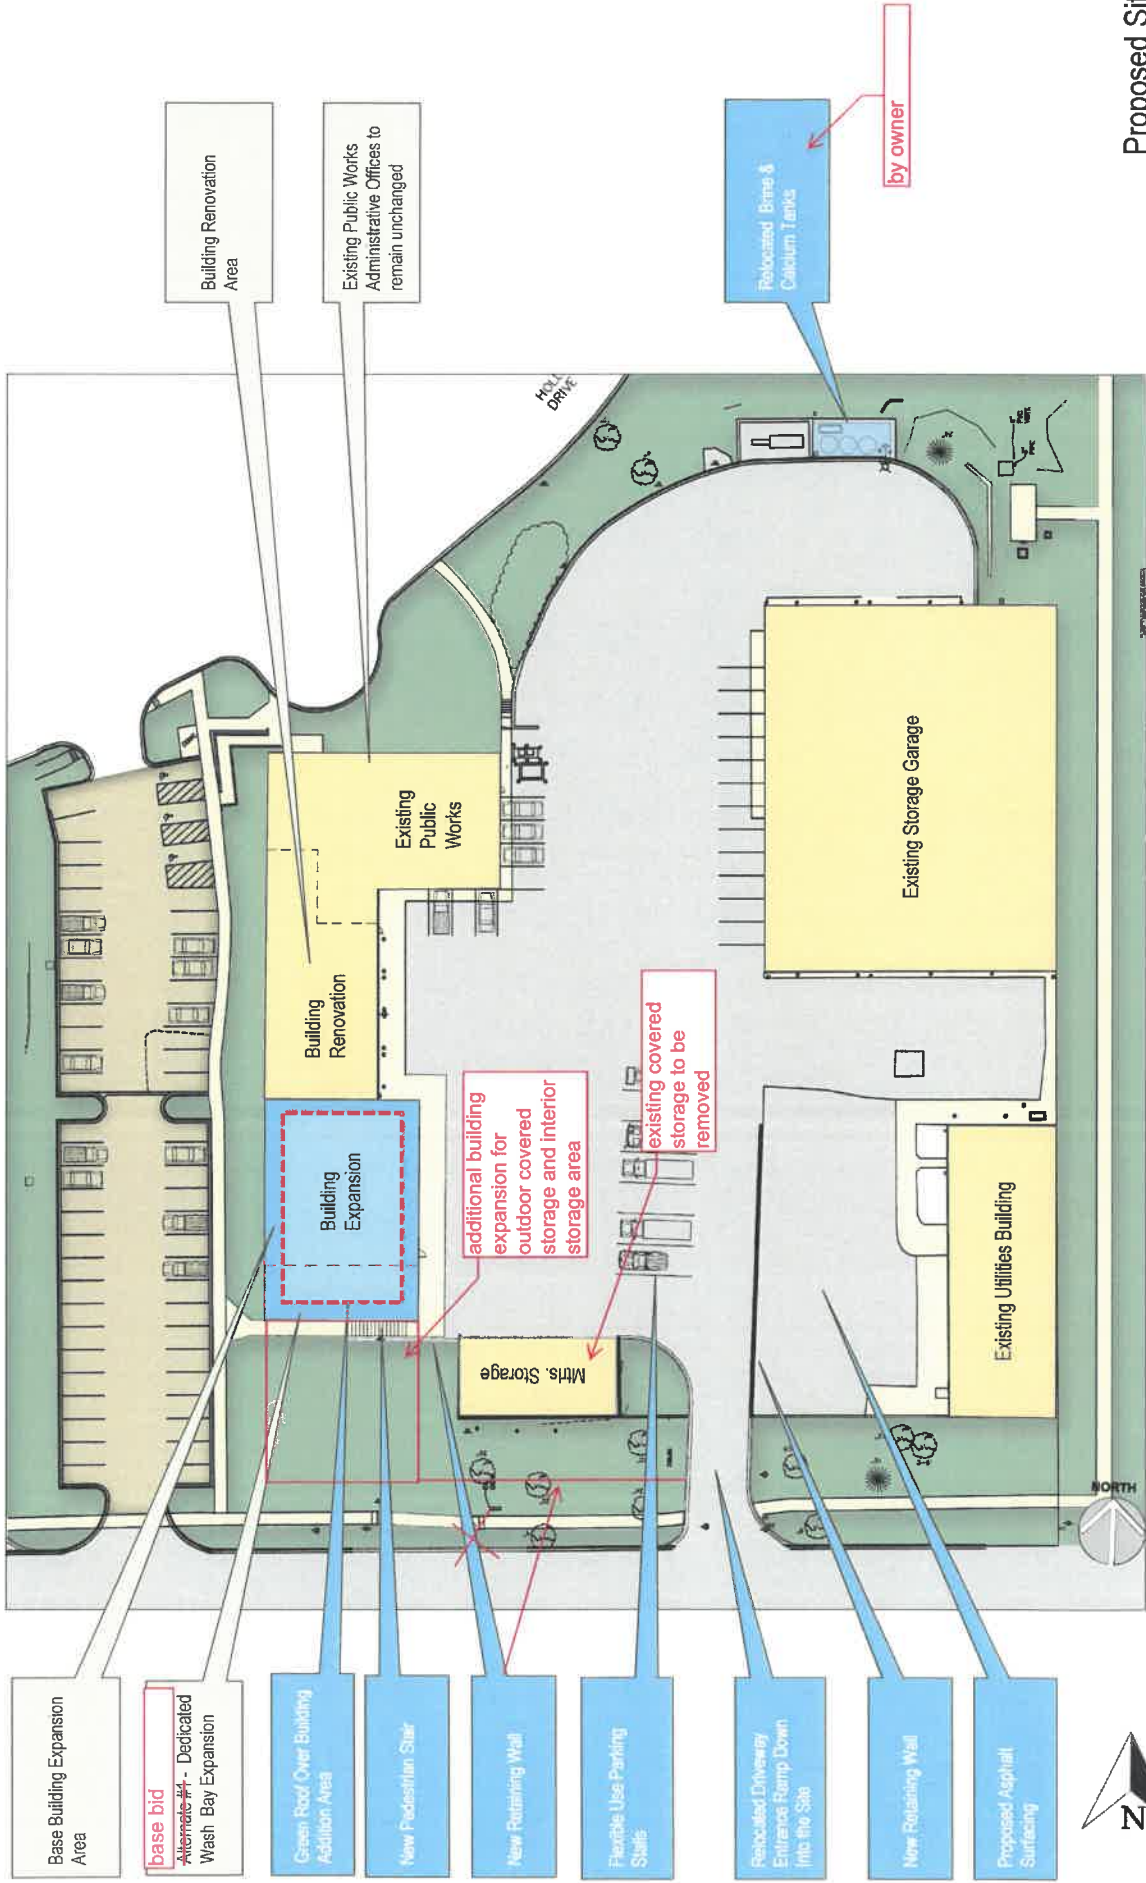 Proposed Sit
Base Building Expansion
Area
base bid
Alternate #1 - Dedicated
Wash Bay Expansion
Green Roof Over Building
Addition Area
New Pedestrian Stair
New Retaining Wall
Flexible Use Parking
Stalls
Relocated Driveway
Entrance Ramp Down
Into the Site
New Retaining Wall
Proposed Asphalt
Surfacing
Building Renovation
Area
Existing Public Works
Administrative Offices to
remain unchanged
Relocated Brine &
Calcium Tanks
by owner
HOLL
DRIVE
Existing
Public
Works
Building
Renovation
Building
Expansion
additional building
expansion for
outdoor covered
storage and interior
storage area
existing covered
storage to be
removed
Mtrls. Storage
Existing Storage Garage
Existing Utilities Building
NORTH
N